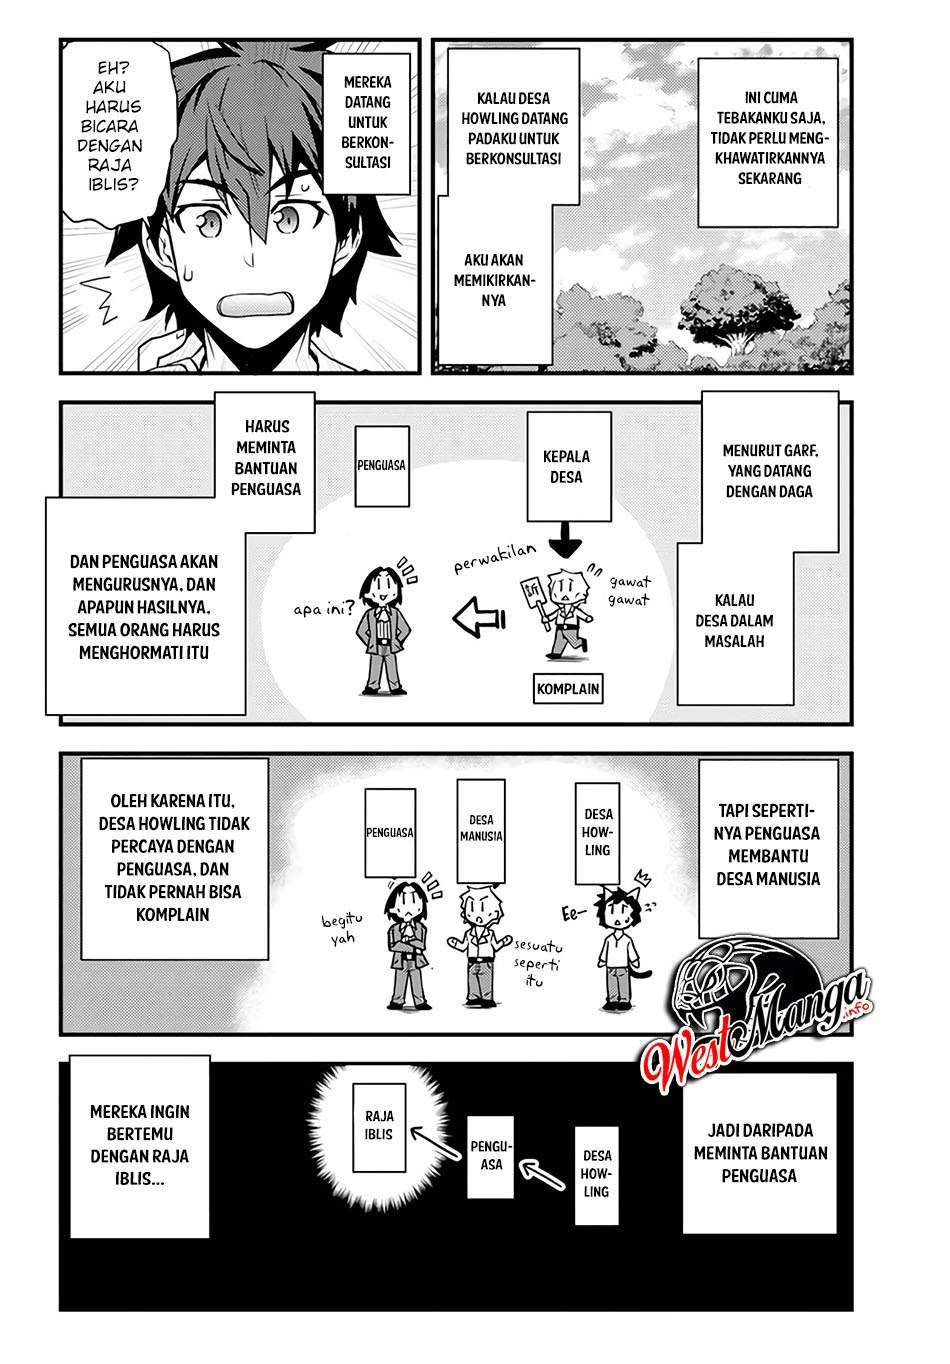 INI CUMA
TEBAKANKU SAJA,
TIDAK PERLU MENG-
KHAWATIRKANNYA
SEKARANG
KALAU DESA
HOWLING DATANG
PADAKU UNTUK
BERKONSULTASI
AKU AKAN
MEMIKIRKAN-
NYA
MEREKA
DATANG
UNTUK
BERKON-
SULTASI
EH?
AKU
HARUS
BICARA
DENGAN
RAJA
IBLIS?
MENURUT GARF,
YANG DATANG
DENGAN DAGA
KALAU
DESA DALAM
MASALAH
KEPALA
DESA
perwakilan
gawat
gawat
訴
KOMPLAIN
PENGUASA
apa ini?
HARUS
MEMINTA
BANTUAN
PENGUASA
DAN PENGUASA AKAN
MENGURUSNYA, DAN
APAPUN HASILNYA,
SEMUA ORANG HARUS
MENGHORMATI ITU
TAPI SEPERTI-
NYA PENGUASA
MEMBANTU
DESA MANUSIA
DESA
HOW-
LING
Ee—
DESA
MANUSIA
sesuatu
seperti
itu
PENGUASA
begitu
yah
OLEH KARENA ITU,
DESA HOWLING TIDAK
PERCAYA DENGAN
PENGUASA, DAN
TIDAK PERNAH BISA
KOMPLAIN
WestManga
.info
JADI DARIPADA
MEMINTA BANTUAN
PENGUASA
DESA
HOW-
LING
PENGU-
ASA
RAJA
IBLIS
MEREKA INGIN
BERTEMU
DENGAN RAJA
IBLIS...